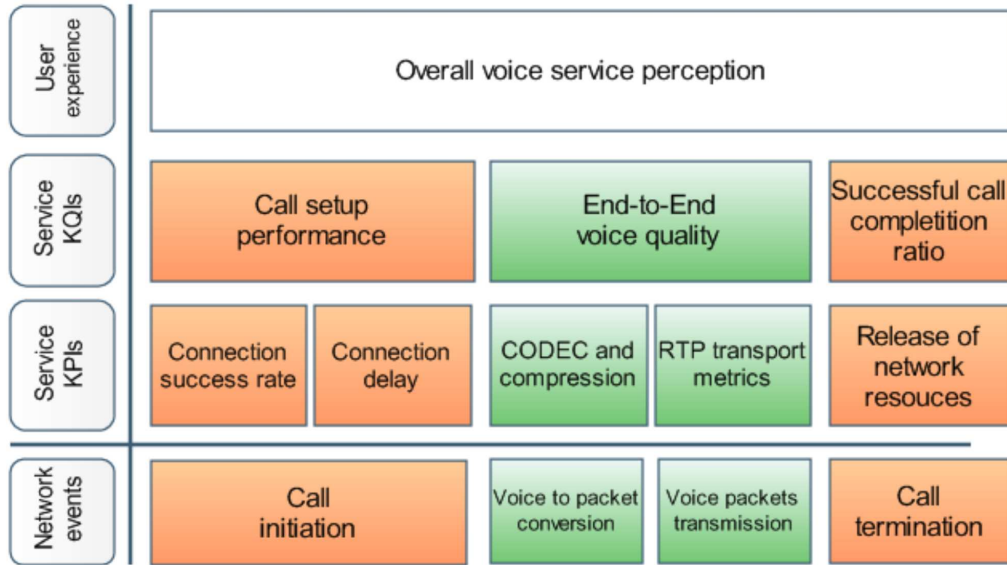 User
experience
Overall voice service perception
Service
KQIs
Call setup
performance
End-to-End
voice quality
Successful call
completition
ratio
Service
KPIs
Connection
success rate
Connection
delay
CODEC and
compression
RTP transport
metrics
Release of
network
resouces
Network
events
Call
initiation
Voice to packet
conversion
Voice packets
transmission
Call
termination